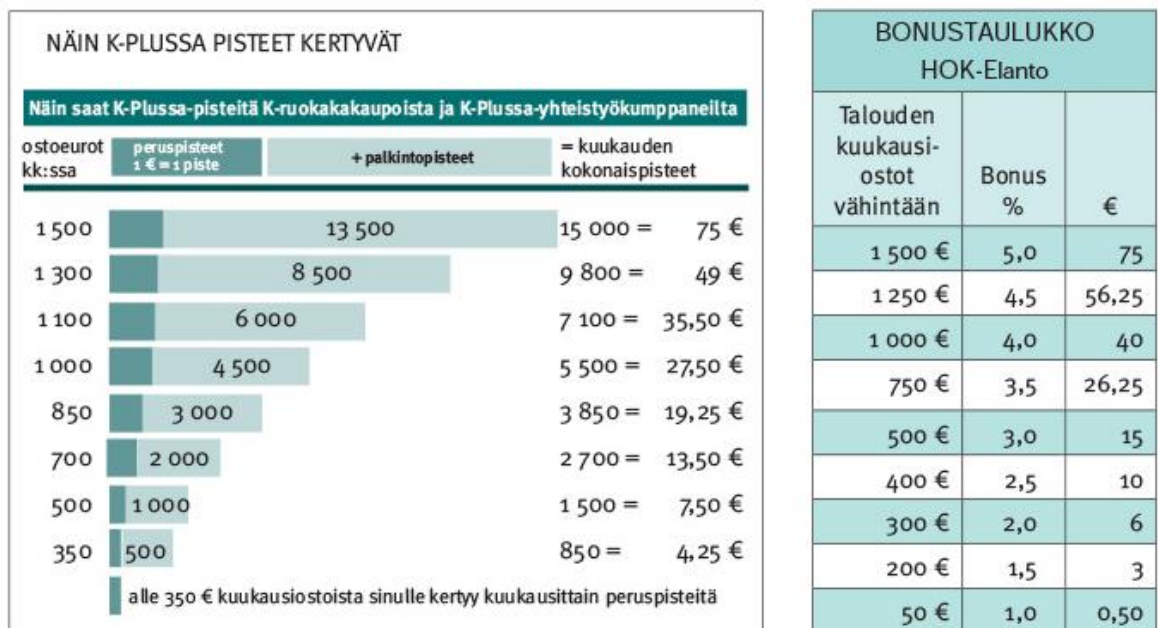 NÄIN K-PLUSSA PISTEET KERTYVÄT
Näin saat K-Plussa-pisteitä K-ruokakakaupoista ja K-Plussa-yhteistyökumppaneilta
ostoeurot
kk:ssa
peruspisteet
1 € = 1 piste
+ palkintopisteet
= kuukauden
kokonaispisteet
1 500 13 500 15 000 = 75 €
1 300 8 500 9 800 = 49 €
1 100 6 000 7 100 = 35,50 €
1 000 4 500 5 500 = 27,50 €
850 3 000 3 850 = 19,25 €
700 2 000 2 700 = 13,50 €
500 1 000 1 500 = 7,50 €
350 500 850 = 4,25 €
alle 350 € kuukausiostoista sinulle kertyy kuukausittain peruspisteitä
BONUSTAULUKKO
HOK-Elanto
Talouden
kuukausi-
ostot
vähintään
Bonus
%
€
1 500 € 5,0 75
1 250 € 4,5 56,25
1 000 € 4,0 40
750 € 3,5 26,25
500 € 3,0 15
400 € 2,5 10
300 € 2,0 6
200 € 1,5 3
50 € 1,0 0,50